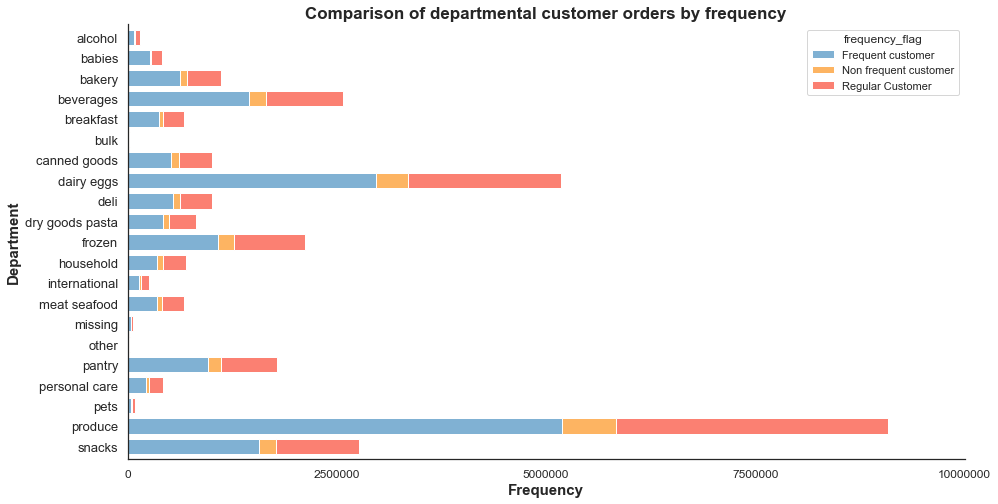 Comparison of departmental customer orders by frequency
frequency_flag
Frequent customer
Non frequent customer
Regular Customer
Department
alcohol
babies
bakery
beverages
breakfast
bulk
canned goods
dairy eggs
deli
dry goods pasta
frozen
household
international
meat seafood
missing
other
pantry
personal care
pets
produce
snacks
0 2500000 5000000 7500000 10000000
Frequency